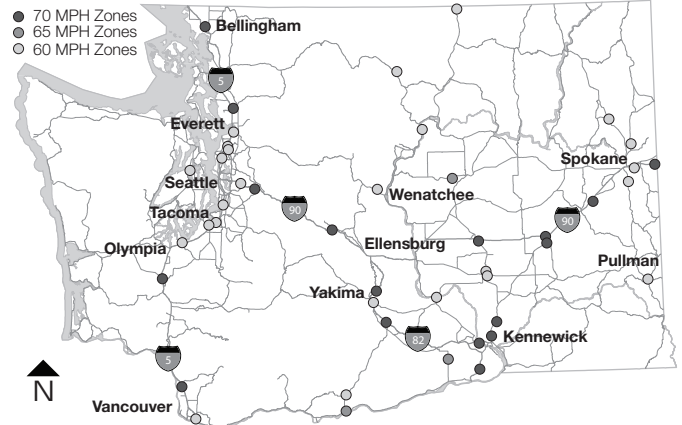 70 MPH Zones
65 MPH Zones
60 MPH Zones
Bellingham
5
Everett
Spokane
Seattle
Wenatchee
90
Tacoma
90
Ellensburg
Olympia
Pullman
Yakima
82
Kennewick
5
N
Vancouver